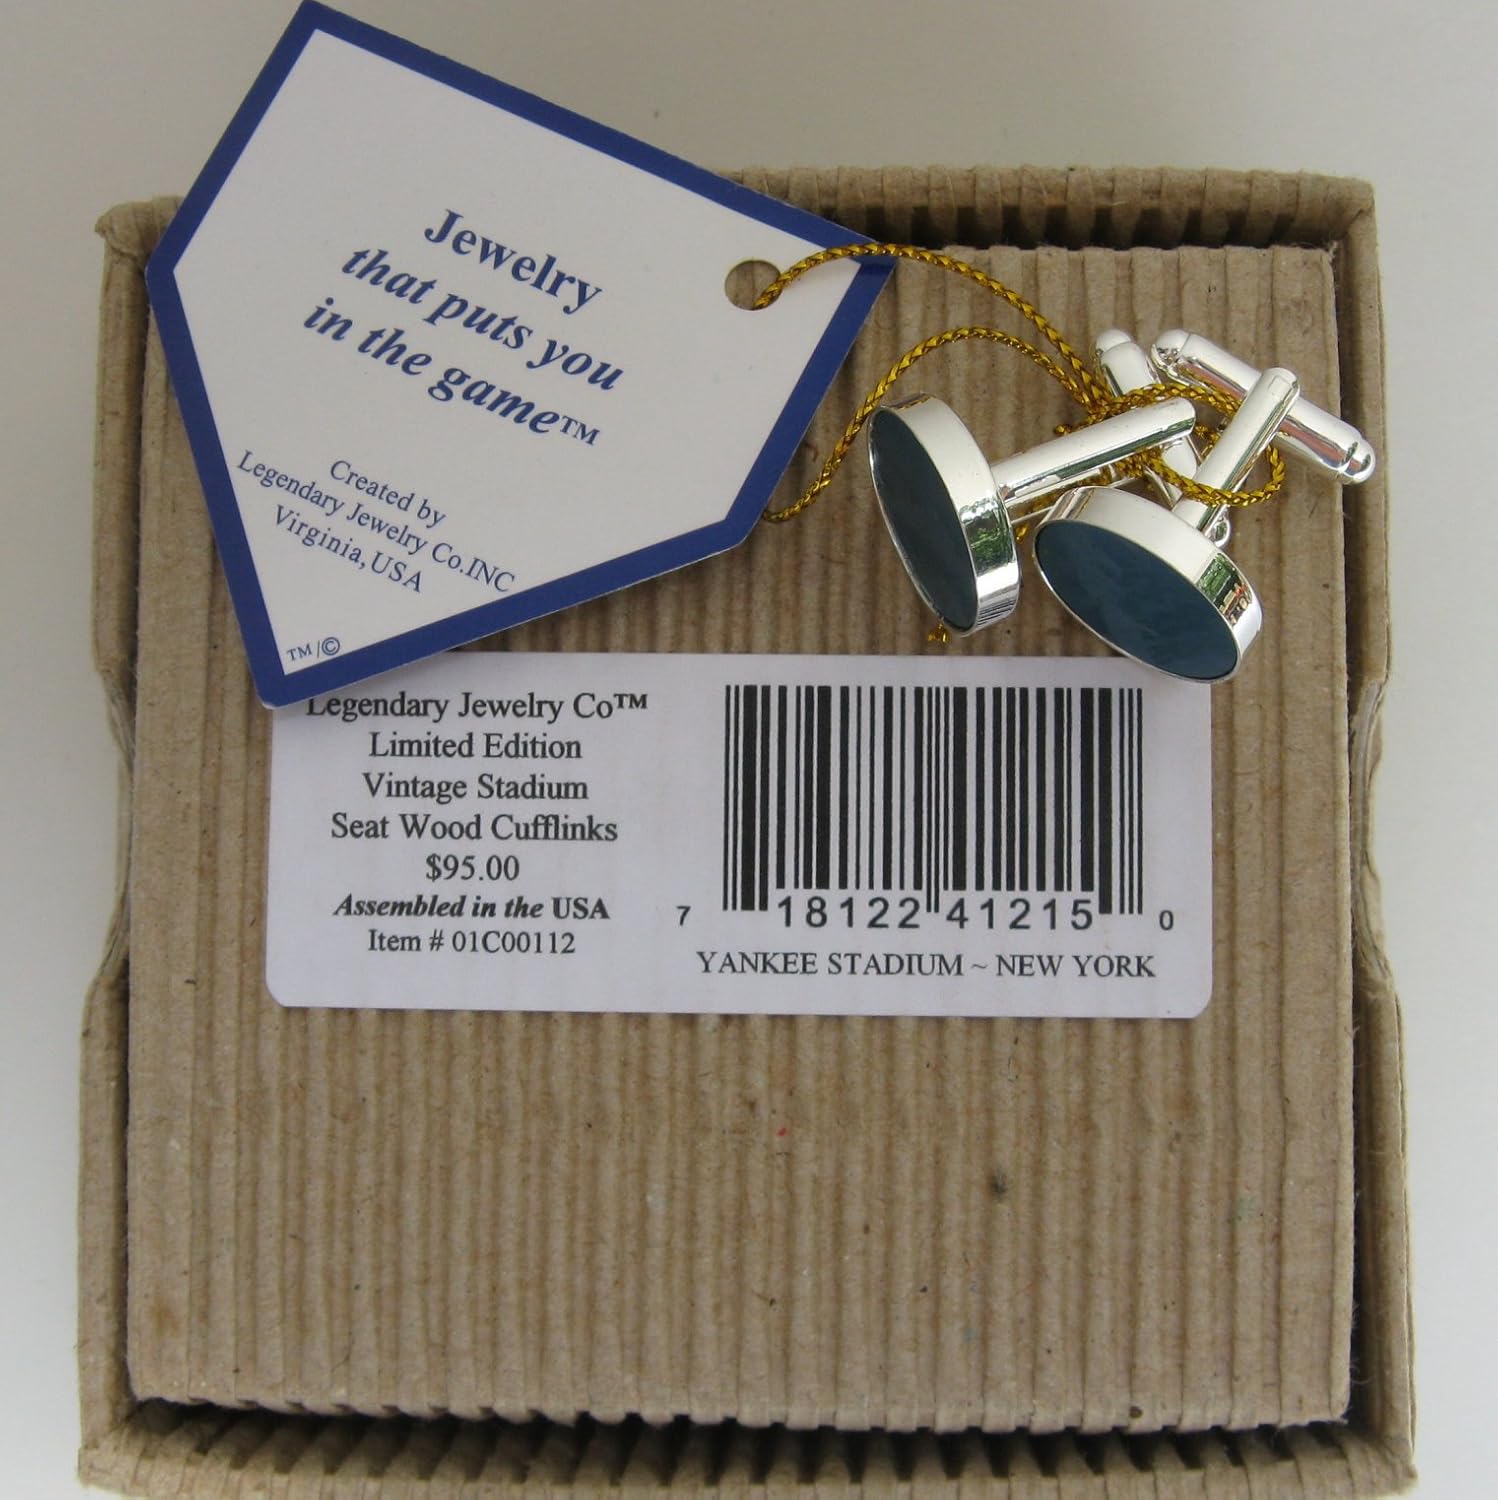 Jewelry
that puts you
in the game™
Created by
Legendary Jewelry Co.INC
Virginia, USA
TM/©
Legendary Jewelry Co™
Limited Edition
Vintage Stadium
Seat Wood Cufflinks
$95.00
Assembled in the USA
Item # 01C00112
7 18122 41215 0
YANKEE STADIUM ~ NEW YORK